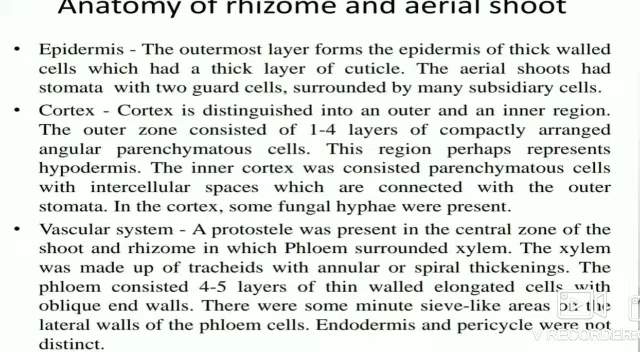 Anatomy of rhizome and aerial shoot
• Epidermis - The outermost layer forms the epidermis of thick walled
cells which had a thick layer of cuticle. The aerial shoots had
stomata with two guard cells, surrounded by many subsidiary cells.
• Cortex - Cortex is distinguished into an outer and an inner region.
The outer zone consisted of 1-4 layers of compactly arranged
angular parenchymatous cells. This region perhaps represents
hypodermis. The inner cortex was consisted parenchymatous cells
with intercellular spaces which are connected with the outer
stomata. In the cortex, some fungal hyphae were present.
• Vascular system - A protostele was present in the central zone of the
shoot and rhizome in which Phloem surrounded xylem. The xylem
was made up of tracheids with annular or spiral thickenings. The
phloem consisted 4-5 layers of thin walled elongated cells with
oblique end walls. There were some minute sieve-like areas on the
lateral walls of the phloem cells. Endodermis and pericycle were not
distinct.